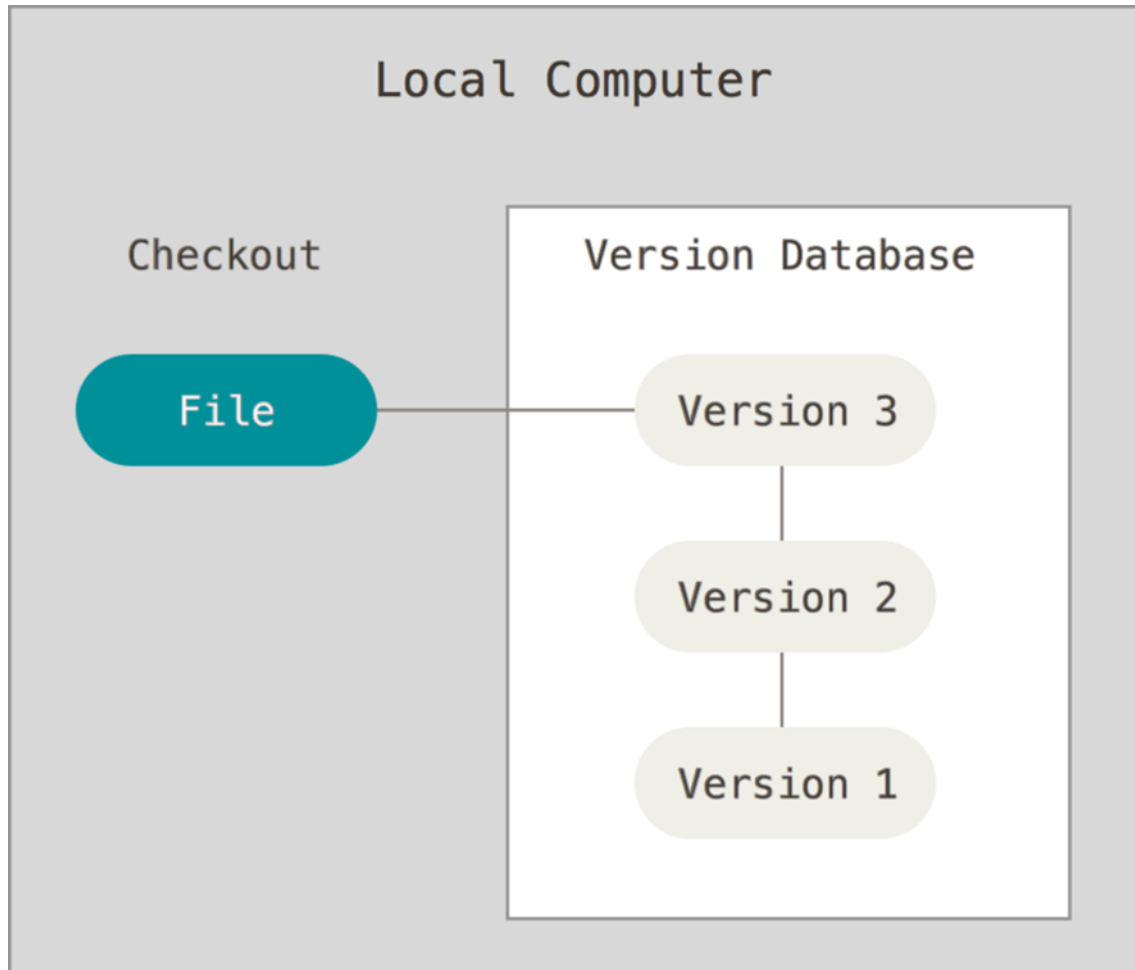 Local Computer
Checkout
Version Database
File
Version 3
Version 2
Version 1